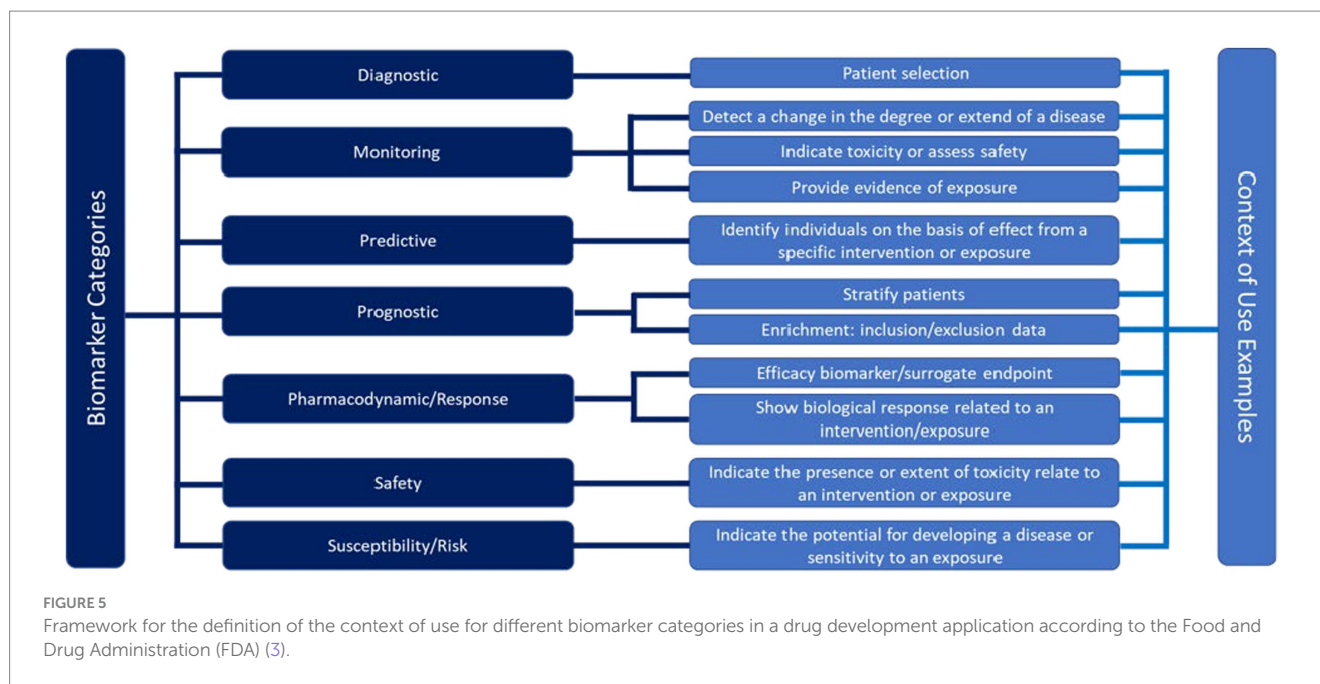 Biomarker Categories
Diagnostic
Patient selection
Monitoring
Detect a change in the degree or extend of a disease
Indicate toxicity or assess safety
Provide evidence of exposure
Predictive
Identify individuals on the basis of effect from a
specific intervention or exposure
Prognostic
Stratify patients
Enrichment: inclusion/exclusion data
Pharmacodynamic/Response
Efficacy biomarker/surrogate endpoint
Show biological response related to an
intervention/exposure
Safety
Indicate the presence or extent of toxicity relate to
an intervention or exposure
Susceptibility/Risk
Indicate the potential for developing a disease or
sensitivity to an exposure
Context of Use Examples
FIGURE 5
Framework for the definition of the context of use for different biomarker categories in a drug development application according to the Food and
Drug Administration (FDA) (3).